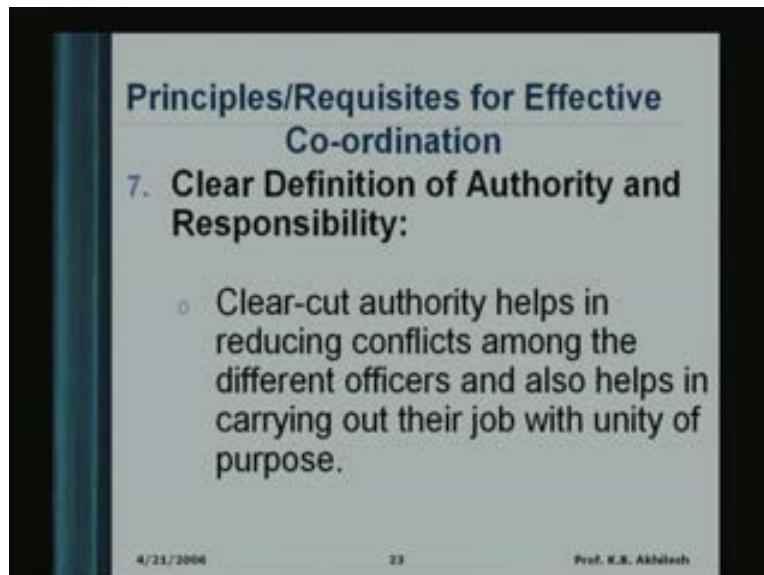 Principles/Requisites for Effective
Co-ordination
7. Clear Definition of Authority and
Responsibility:
o Clear-cut authority helps in
reducing conflicts among the
different officers and also helps in
carrying out their job with unity of
purpose.
4/21/2006 23 Prof. K.B. Akhilesh